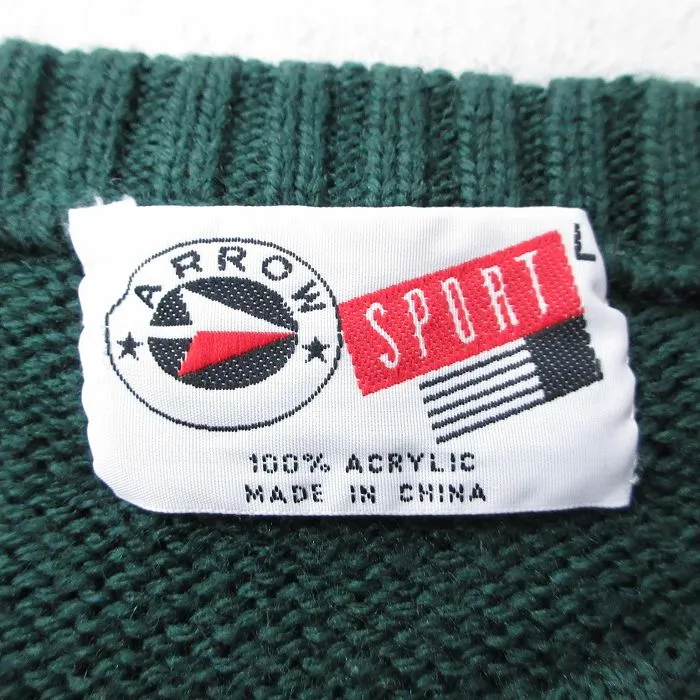 ARROW
SPORT
L
100% ACRYLIC
MADE IN CHINA